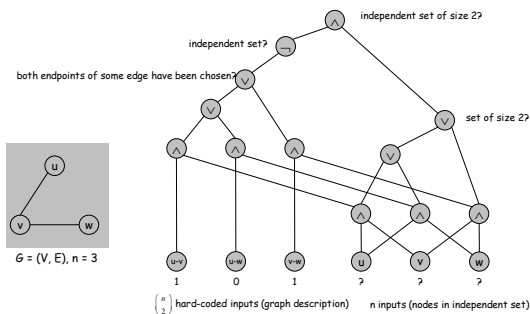 ∧ independent set of size 2?
independent set? ¬
both endpoints of some edge have been chosen? ∨
∨ ∨ set of size 2?
∧ ∧ ∧ ∨
u
∧ ∧ ∧
v w
u-v u-w v-w u v w
G = (V, E), n = 3
1 0 1 ? ? ?
(n 2) hard-coded inputs (graph description) n inputs (nodes in independent set)